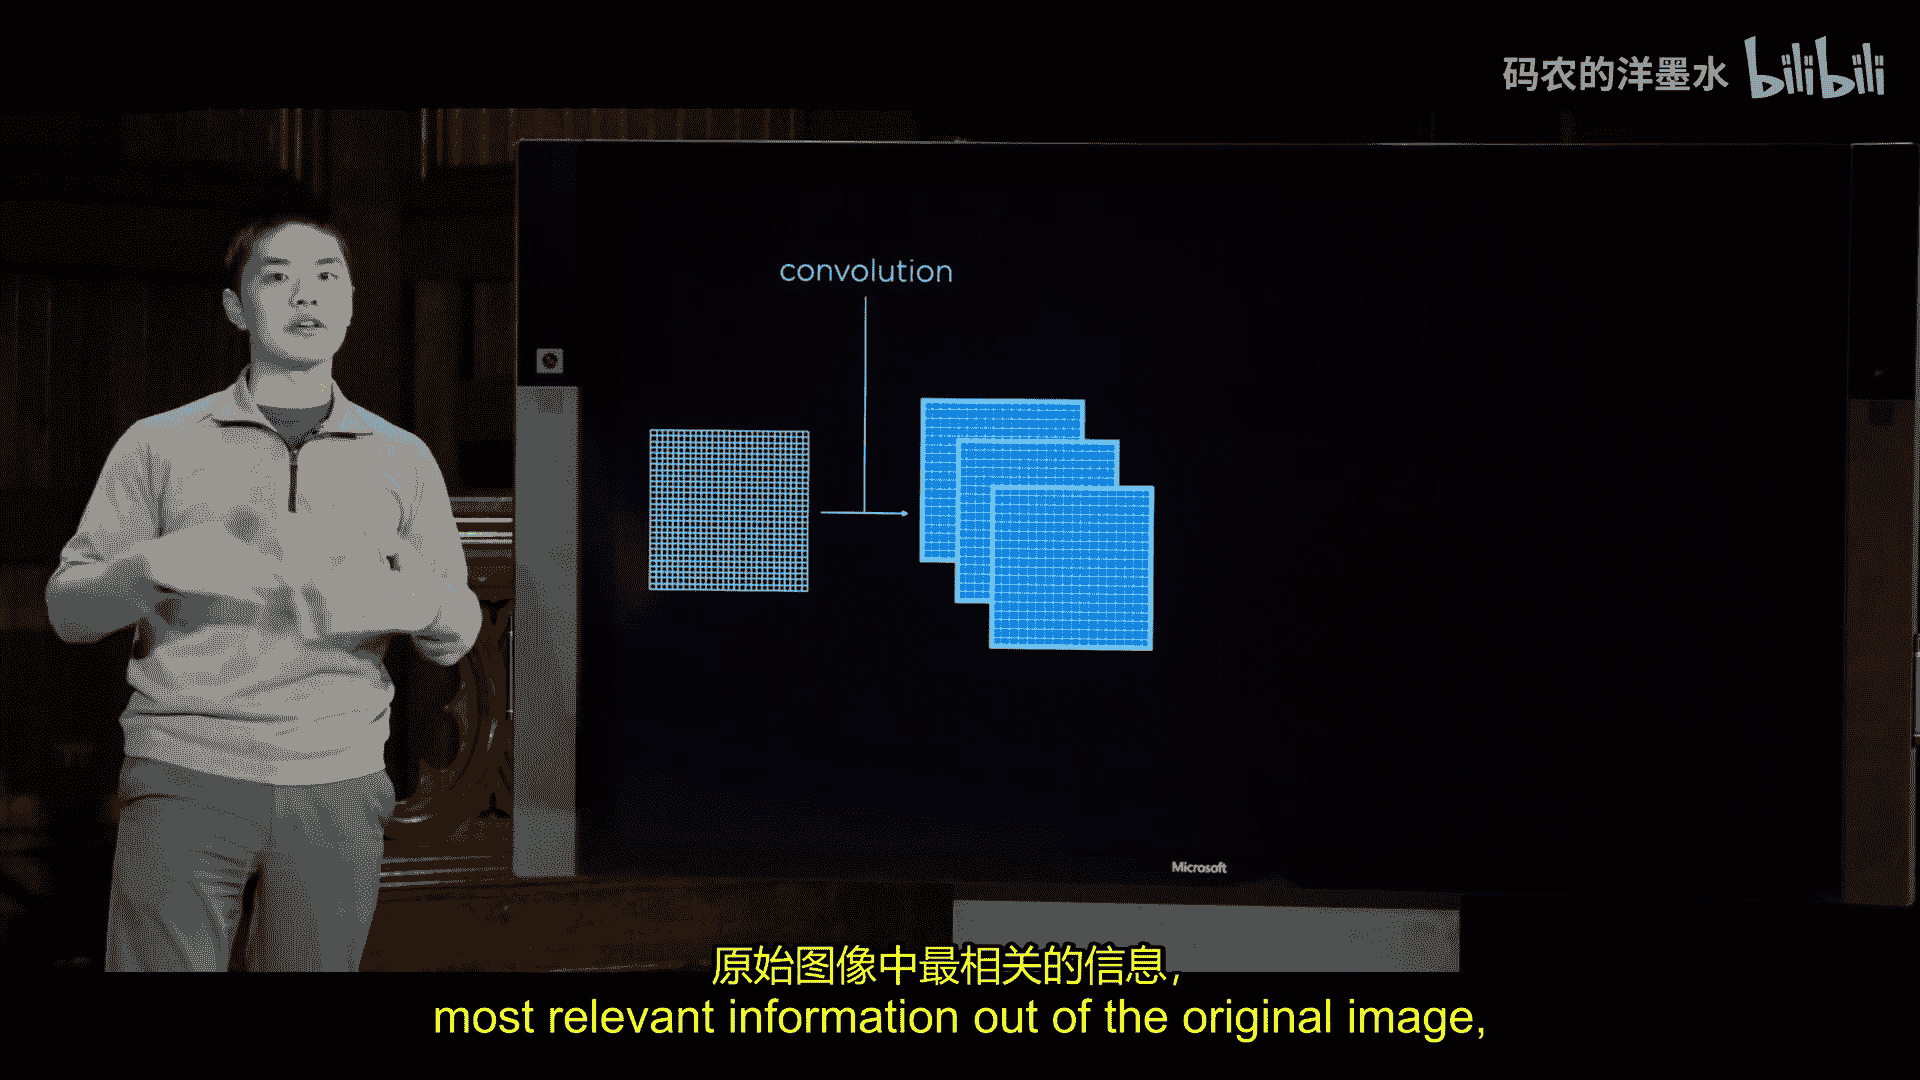 码农的洋墨水 bilibili
convolution
Microsoft
原始图像中最相关的信息，
most relevant information out of the original image,